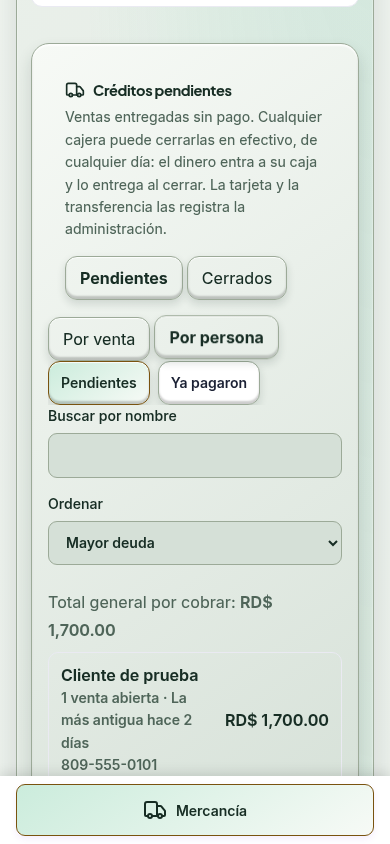 Créditos pendientes
Ventas entregadas sin pago. Cualquier
cajera puede cerrarlas en efectivo, de
cualquier día: el dinero entra a su caja
y lo entrega al cerrar. La tarjeta y la
transferencia las registra la
administración.
Pendientes Cerrados
Por venta Por persona
Pendientes Ya pagaron
Buscar por nombre
Ordenar
Mayor deuda
Total general por cobrar: RD$
1,700.00
Cliente de prueba
1 venta abierta · La
más antigua hace 2
días
809-555-0101
RD$ 1,700.00
Mercancía